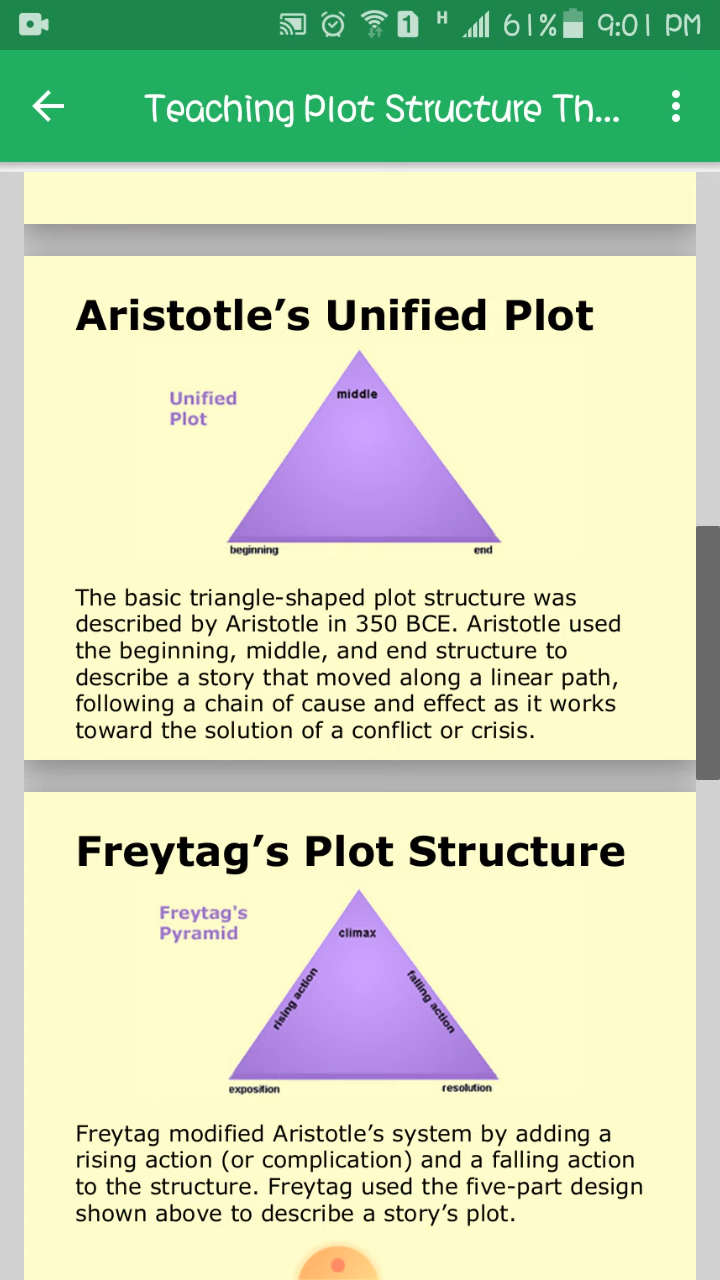 1 H 61% 9:01 PM
Teaching Plot Structure Th...
Aristotle’s Unified Plot
Unified
Plot
middle
beginning
end
The basic triangle-shaped plot structure was
described by Aristotle in 350 BCE. Aristotle used
the beginning, middle, and end structure to
describe a story that moved along a linear path,
following a chain of cause and effect as it works
toward the solution of a conflict or crisis.
Freytag’s Plot Structure
Freytag's
Pyramid
climax
rising action
falling action
exposition
resolution
Freytag modified Aristotle’s system by adding a
rising action (or complication) and a falling action
to the structure. Freytag used the five-part design
shown above to describe a story’s plot.